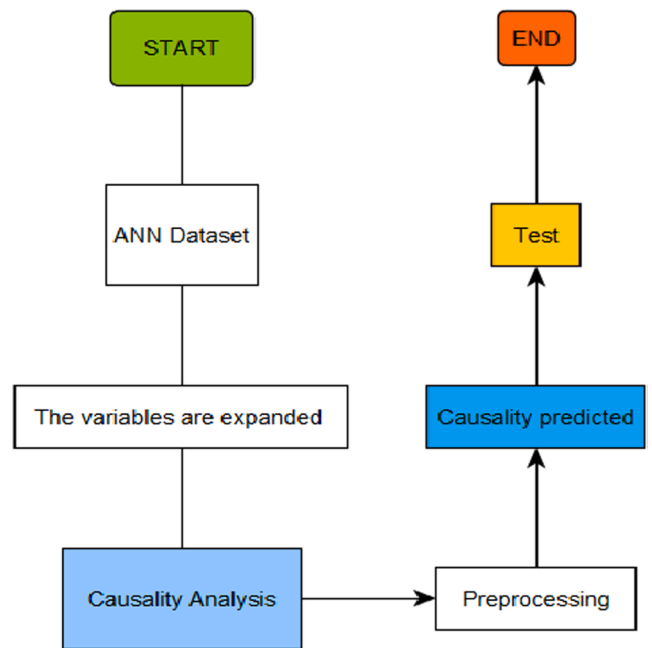 START
ANN Dataset
The variables are expanded
Causality Analysis
Preprocessing
Causality predicted
Test
END